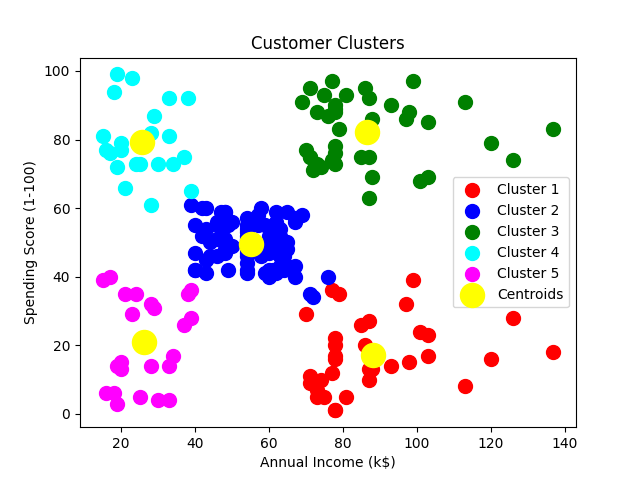 Customer Clusters
Spending Score (1-100)
100
80
60
40
20
0
Cluster 1
Cluster 2
Cluster 3
Cluster 4
Cluster 5
Centroids
20 40 60 80 100 120 140
Annual Income (k$)